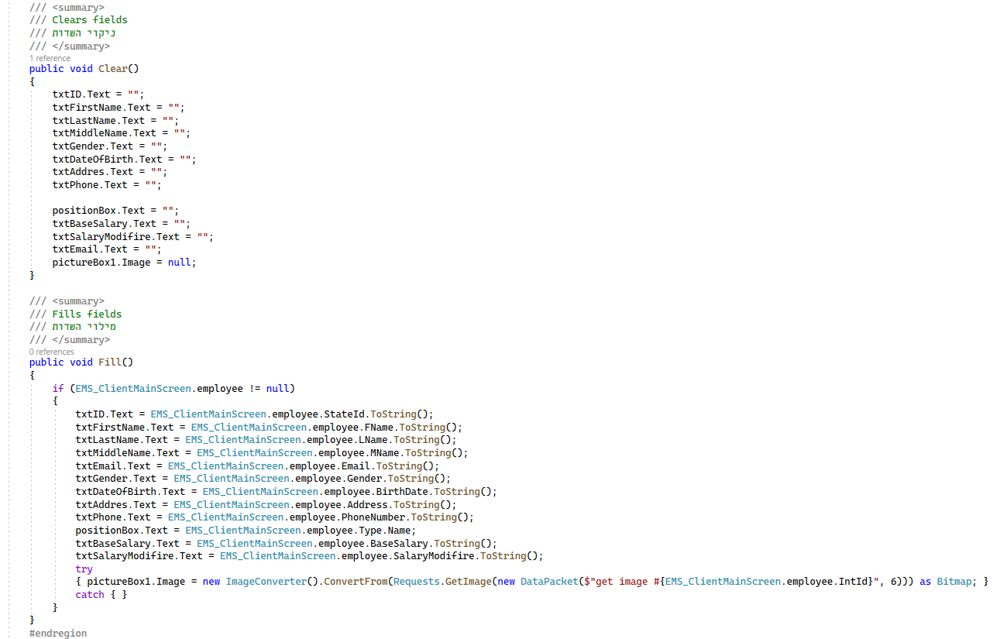 /// <summary>
/// Clears fields
/// ניקוי השדות
/// </summary>
1 reference
public void Clear()
{
txtID.Text = "";
txtFirstName.Text = "";
txtLastName.Text = "";
txtMiddleName.Text = "";
txtGender.Text = "";
txtDateOfBirth.Text = "";
txtAddres.Text = "";
txtPhone.Text = "";
positionBox.Text = "";
txtBaseSalary.Text = "";
txtSalaryModifire.Text = "";
txtEmail.Text = "";
pictureBox1.Image = null;
}
/// <summary>
/// Fills fields
/// מילוי השדות
/// </summary>
0 references
public void Fill()
{
if (EMS_ClientMainScreen.employee != null)
{
txtID.Text = EMS_ClientMainScreen.employee.StateId.ToString();
txtFirstName.Text = EMS_ClientMainScreen.employee.FName.ToString();
txtLastName.Text = EMS_ClientMainScreen.employee.LName.ToString();
txtMiddleName.Text = EMS_ClientMainScreen.employee.MName.ToString();
txtEmail.Text = EMS_ClientMainScreen.employee.Email.ToString();
txtGender.Text = EMS_ClientMainScreen.employee.Gender.ToString();
txtDateOfBirth.Text = EMS_ClientMainScreen.employee.BirthDate.ToString();
txtAddres.Text = EMS_ClientMainScreen.employee.Address.ToString();
txtPhone.Text = EMS_ClientMainScreen.employee.PhoneNumber.ToString();
positionBox.Text = EMS_ClientMainScreen.employee.Type.Name;
txtBaseSalary.Text = EMS_ClientMainScreen.employee.BaseSalary.ToString();
txtSalaryModifire.Text = EMS_ClientMainScreen.employee.SalaryModifire.ToString();
try
{ pictureBox1.Image = new ImageConverter().ConvertFrom(Requests.GetImage(new DataPacket($"get image #{EMS_ClientMainScreen.employee.IntId}", 6))) as Bitmap; }
catch { }
}
}
#endregion